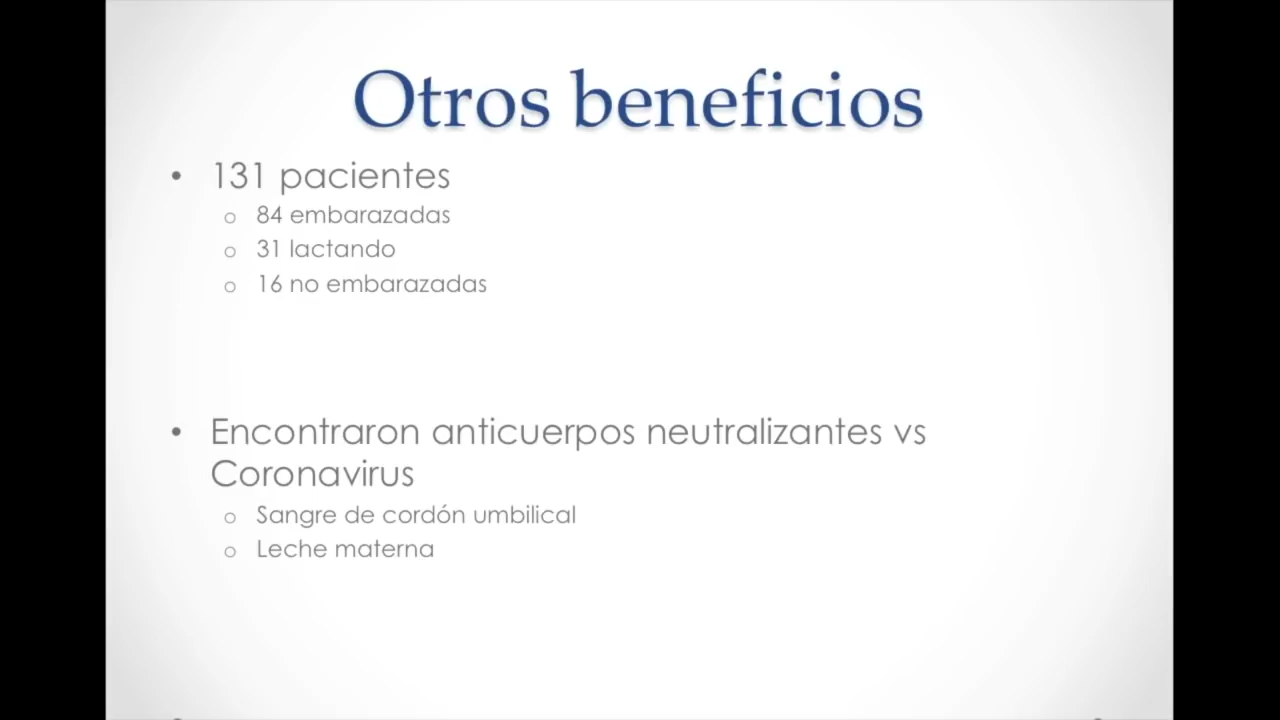 Otros beneficios
• 131 pacientes
o 84 embarazadas
o 31 lactando
o 16 no embarazadas
• Encontraron anticuerpos neutralizantes vs
Coronavirus
o Sangre de cordón umbilical
o Leche materna